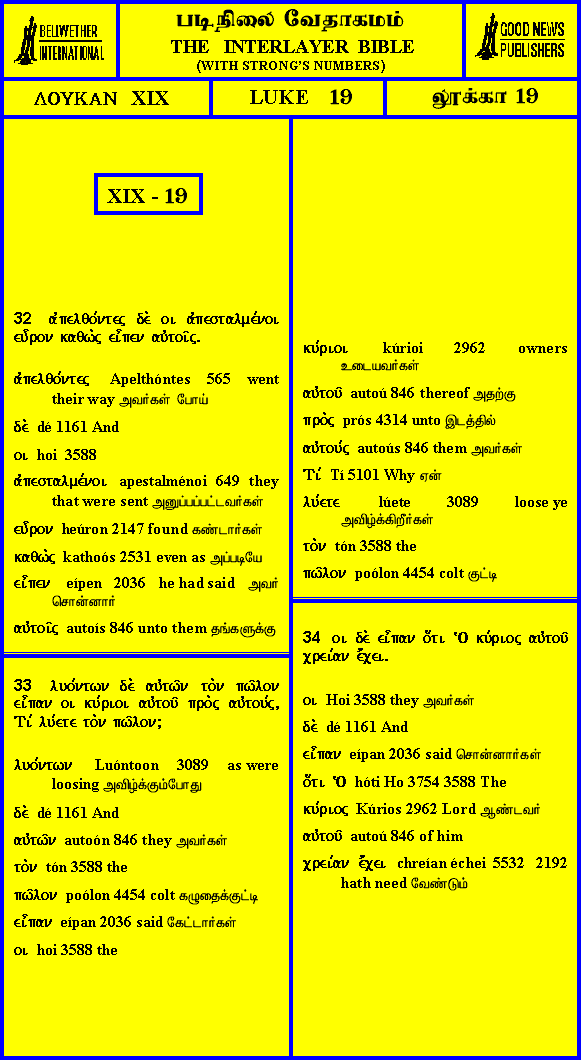 BELLWETHER
INTERNATIONAL
படிநிலை வேதாகமம்
THE INTERLAYER BIBLE
(WITH STRONG'S NUMBERS)
GOOD NEWS
PUBLISHERS
ΛΟΥΚΑΝ XIX
LUKE 19
லூக்கா 19
XIX - 19
32 ἀπελθόντες δὲ οι ἀπεσταλμένοι
εὗρον καθὼς εἶπεν αὐτοῖς.
ἀπελθόντες Apelthóntes 565 went
their way அவர்கள் போய்
δὲ dé 1161 And
οι hoi 3588
ἀπεσταλμένοι apestalménoi 649 they
that were sent அனுப்பப்பட்டவர்கள்
εὗρον heúron 2147 found கண்டார்கள்
καθὼς kathoós 2531 even as அப்படியே
εἶπεν eípen 2036 he had said அவர்
சொன்னார்
αὐτοῖς autoís 846 unto them தங்களுக்கு
33 λυόντων δὲ αὐτῶν τὸν πῶλον
εἶπαν οι κύριοι αὐτοῦ πρὸς αὐτούς,
Τί λύετε τὸν πῶλον;
λυόντων Luóntoon 3089 as were
loosing அவிழ்க்கும்போது
δὲ dé 1161 And
αὐτῶν autoón 846 they அவர்கள்
τὸν tón 3588 the
πῶλον poólon 4454 colt கழுதைக்குட்டி
εἶπαν eípan 2036 said கேட்டார்கள்
οι hoi 3588 the
κύριοι kúrioi 2962 owners
உடையவர்கள்
αὐτοῦ autoú 846 thereof அதற்கு
πρὸς prós 4314 unto இடத்தில்
αὐτούς autoús 846 them அவர்கள்
Τί Tí 5101 Why ஏன்
λύετε lúete 3089 loose ye
அவிழ்க்கிறீர்கள்
τὸν tón 3588 the
πῶλον poólon 4454 colt குட்டி
34 οι δὲ εἶπαν ὅτι Ὁ κύριος αὐτοῦ
χρείαν ἔχει.
οι Hoi 3588 they அவர்கள்
δὲ dé 1161 And
εἶπαν eípan 2036 said சொன்னார்கள்
ὅτι Ὁ hóti Ho 3754 3588 The
κύριος Kúrios 2962 Lord ஆண்டவர்
αὐτοῦ autoú 846 of him
χρείαν ἔχει chreían échei 5532 2192
hath need வேண்டும்